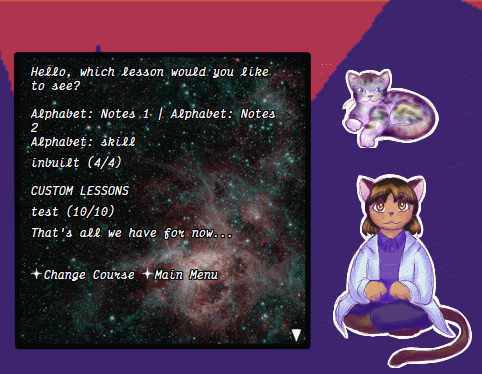 Hello, which lesson would you like
to see?
Alphabet: Notes 1 | Alphabet: Notes
2
Alphabet: skill
inbuilt (4/4)
CUSTOM LESSONS
test (10/10)
That's all we have for now...
✦Change Course ✦Main Menu